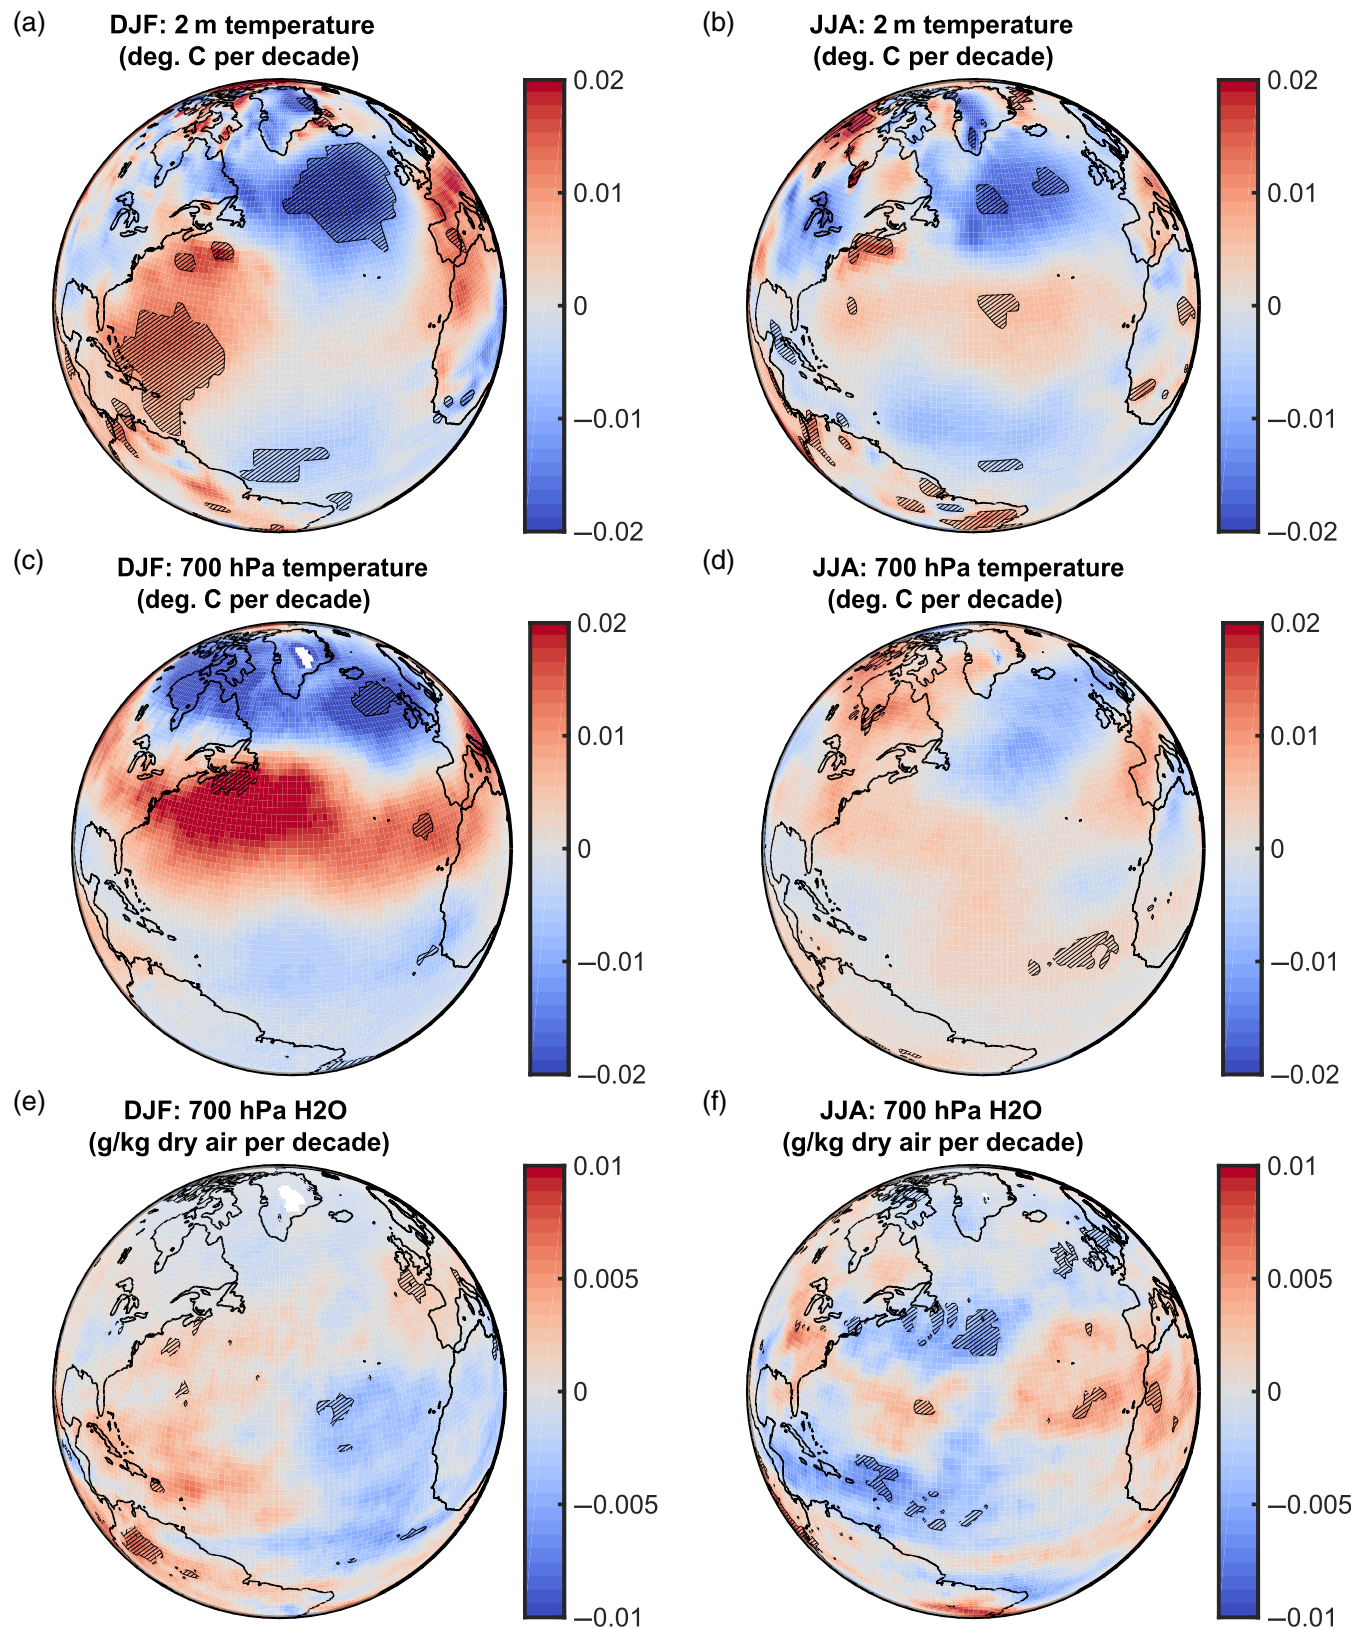 (a)
DJF: 2 m temperature
(deg. C per decade)
0.02
0.01
0
−0.01
−0.02
(b)
JJA: 2 m temperature
(deg. C per decade)
0.02
0.01
0
−0.01
−0.02
(c)
DJF: 700 hPa temperature
(deg. C per decade)
0.02
0.01
0
−0.01
−0.02
(d)
JJA: 700 hPa temperature
(deg. C per decade)
0.02
0.01
0
−0.01
−0.02
(e)
DJF: 700 hPa H2O
(g/kg dry air per decade)
0.01
0.005
0
−0.005
−0.01
(f)
JJA: 700 hPa H2O
(g/kg dry air per decade)
0.01
0.005
0
−0.005
−0.01